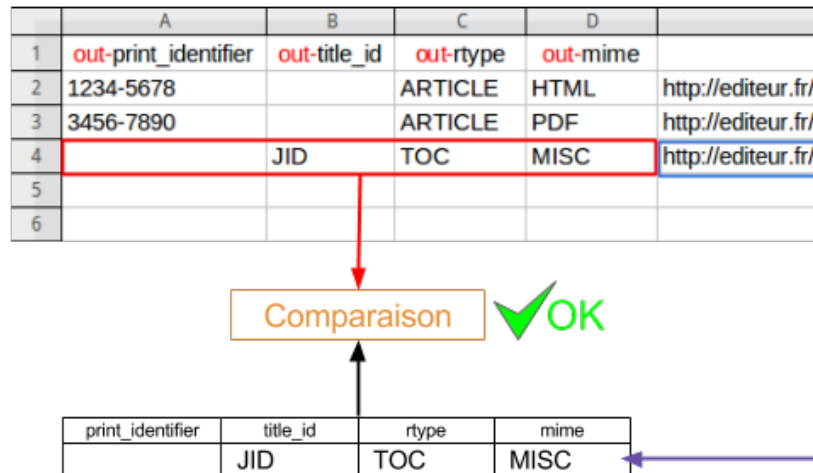 A B C D
1 out-print_identifier out-title_id out-rtype out-mime
2 1234-5678 ARTICLE HTML http://editeur.fr/
3 3456-7890 ARTICLE PDF http://editeur.fr/
4 JID TOC MISC http://editeur.fr/
5
6
Comparaison OK
print_identifier title_id rtype mime
JID TOC MISC